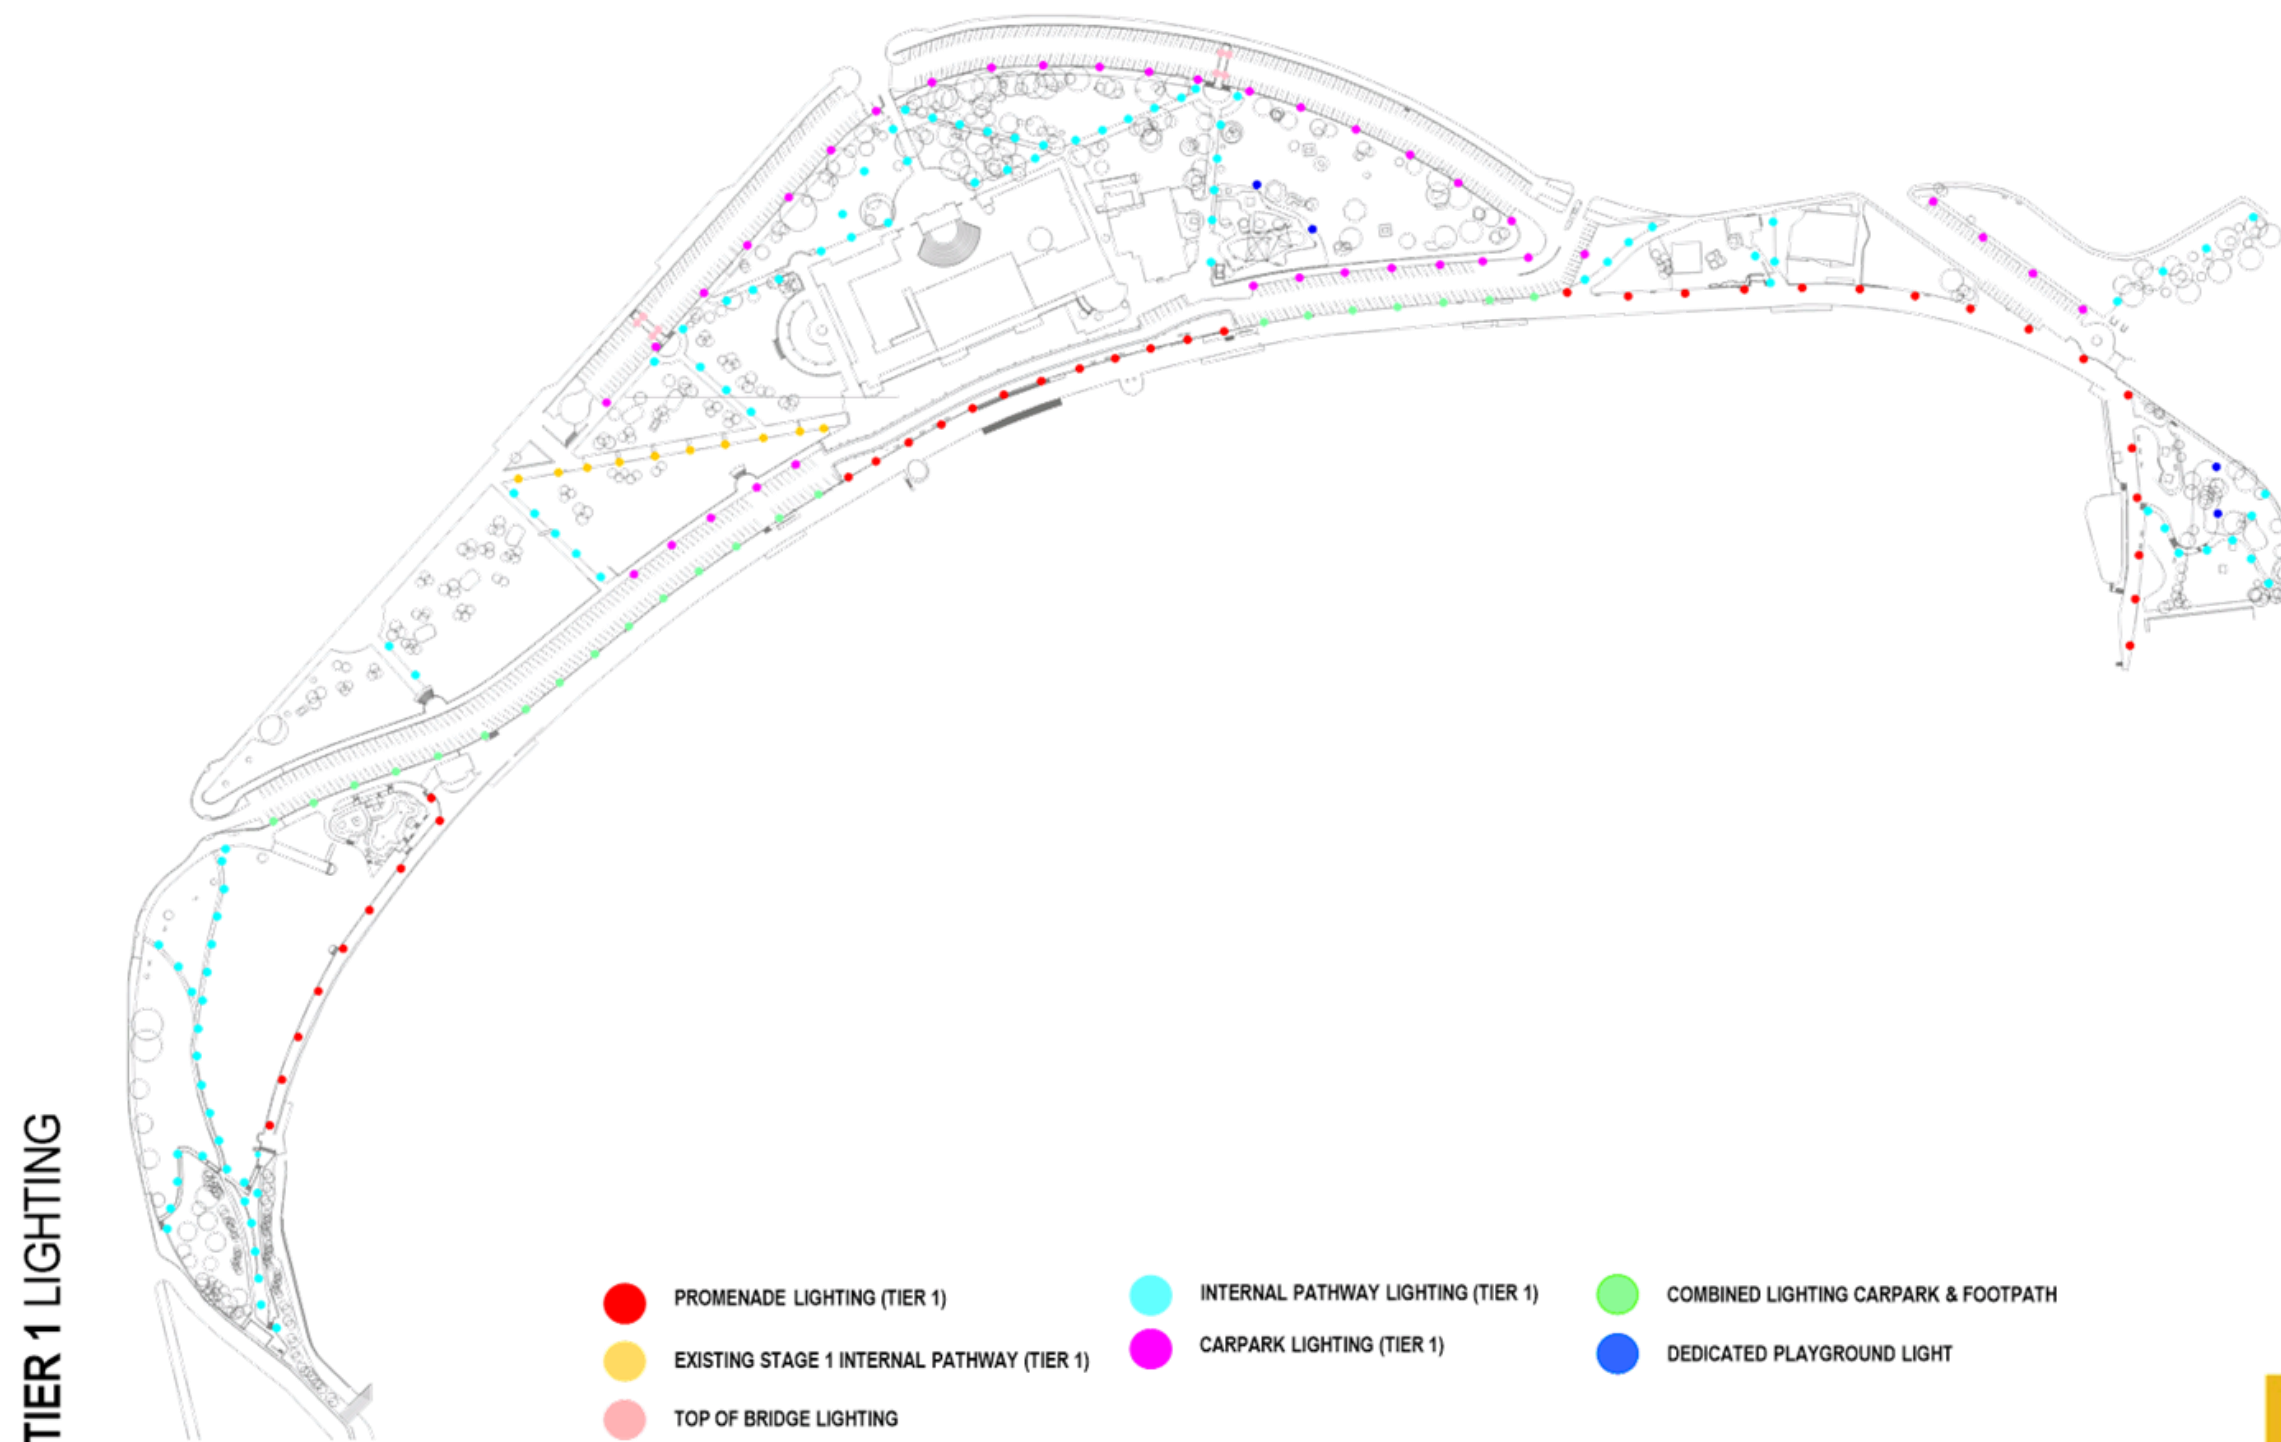 TIER 1 LIGHTING
PROMENADE LIGHTING (TIER 1)
EXISTING STAGE 1 INTERNAL PATHWAY (TIER 1)
TOP OF BRIDGE LIGHTING
INTERNAL PATHWAY LIGHTING (TIER 1)
CARPARK LIGHTING (TIER 1)
COMBINED LIGHTING CARPARK & FOOTPATH
DEDICATED PLAYGROUND LIGHT